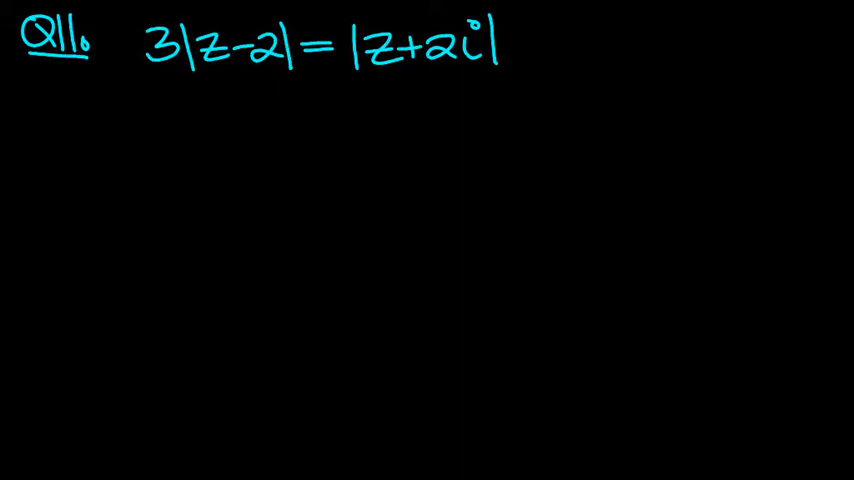 Q11. 3|z-2| = |z+2i|